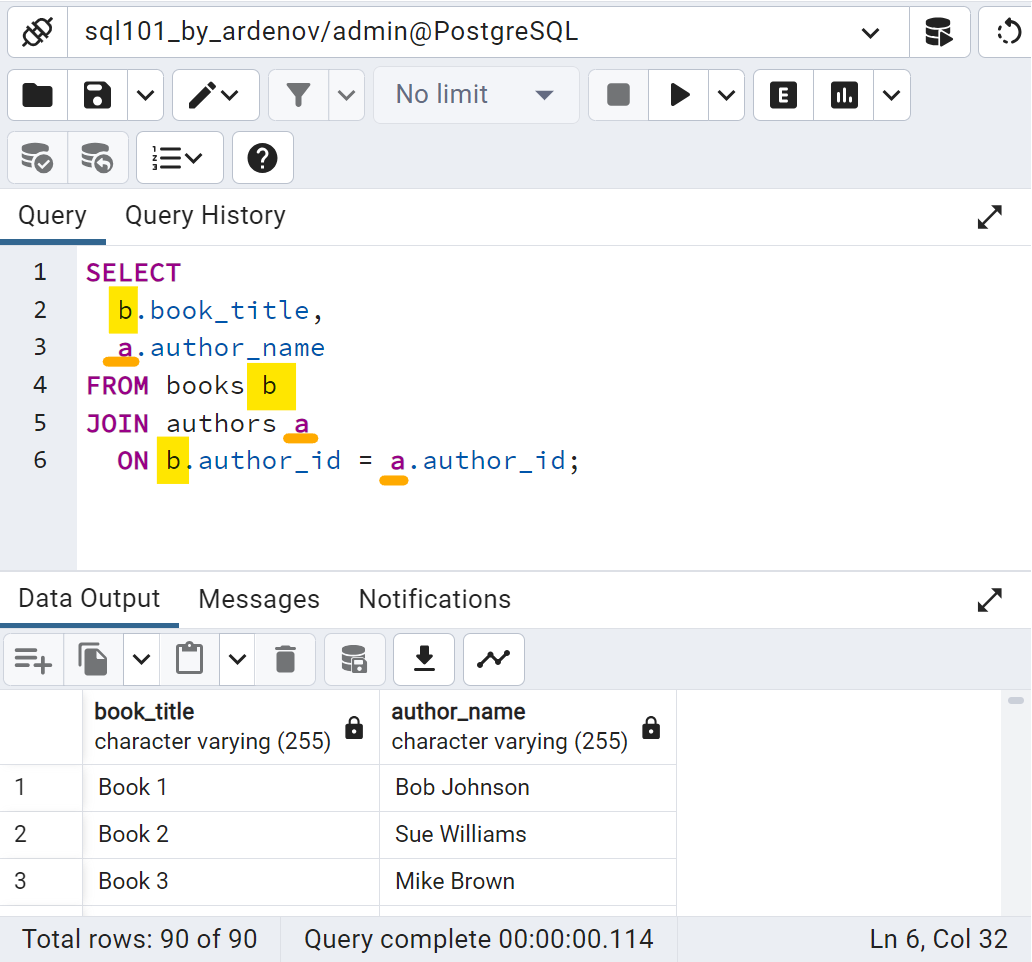 sql101_by_ardenov/admin@PostgreSQL
No limit
E
Query Query History
1 SELECT
2 b.book_title,
3 a.author_name
4 FROM books b
5 JOIN authors a
6 ON b.author_id = a.author_id;
Data Output Messages Notifications
book_title author_name
character varying (255) character varying (255)
1 Book 1 Bob Johnson
2 Book 2 Sue Williams
3 Book 3 Mike Brown
Total rows: 90 of 90 Query complete 00:00:00.114 Ln 6, Col 32